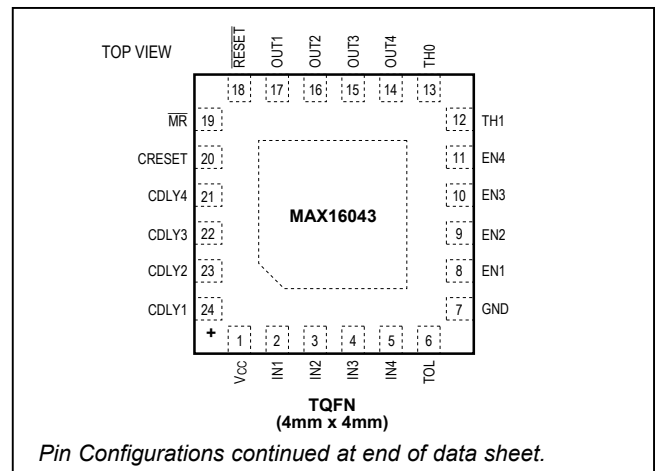 TOP VIEW
RESET
OUT1
OUT2
OUT3
OUT4
TH0
18
17
16
15
14
13
MR 19
12 TH1
CRESET 20
11 EN4
CDLY4 21
10 EN3
MAX16043
CDLY3 22
9 EN2
CDLY2 23
8 EN1
CDLY1 24
7 GND
+
1
2
3
4
5
6
VCC
IN1
IN2
IN3
IN4
TOL
TQFN
(4mm x 4mm)
Pin Configurations continued at end of data sheet.